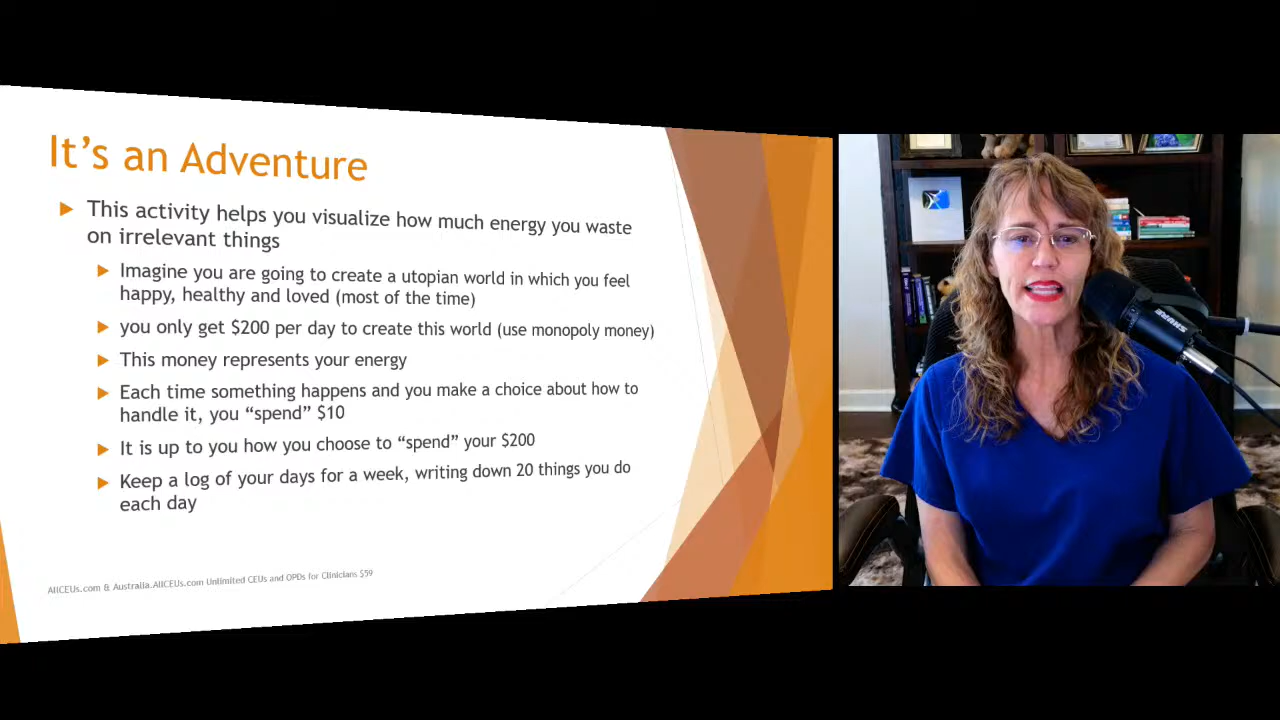 It's an Adventure
This activity helps you visualize how much energy you waste
on irrelevant things
Imagine you are going to create a utopian world in which you feel
happy, healthy and loved (most of the time)
you only get $200 per day to create this world (use monopoly money)
This money represents your energy
Each time something happens and you make a choice about how to
handle it, you “spend” $10
It is up to you how you choose to “spend” your $200
Keep a log of your days for a week, writing down 20 things you do
each day
AllCEUs.com & Australia.AllCEUs.com Unlimited CEUs and OPDs for Clinicians $59
SHURE